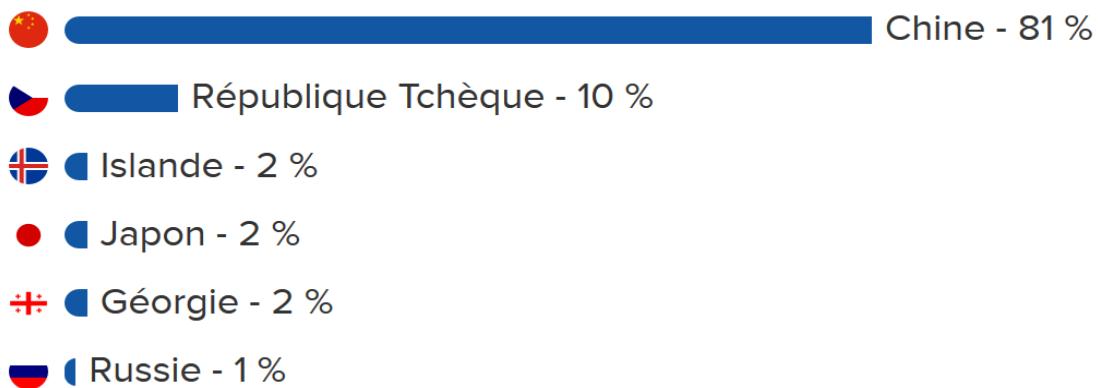 Chine - 81 %
République Tchèque - 10 %
Islande - 2 %
Japon - 2 %
Géorgie - 2 %
Russie - 1 %